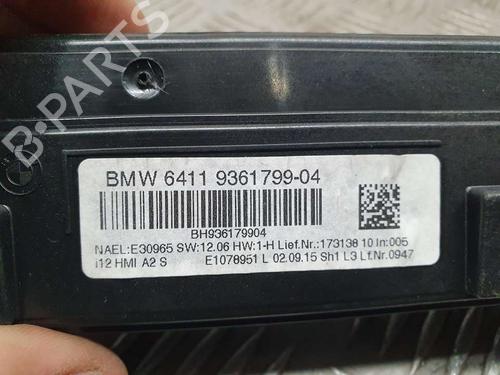 B-PARTS
BMW 6411 9361799-04
BH936179904
NAEL:E30965 SW:12.06 HW:1-H Lief.Nr.:173138 10 In:005
i12 HMI A2 S E1078951 L 02.09.15 Sh1 L3 Lf.Nr.:0947